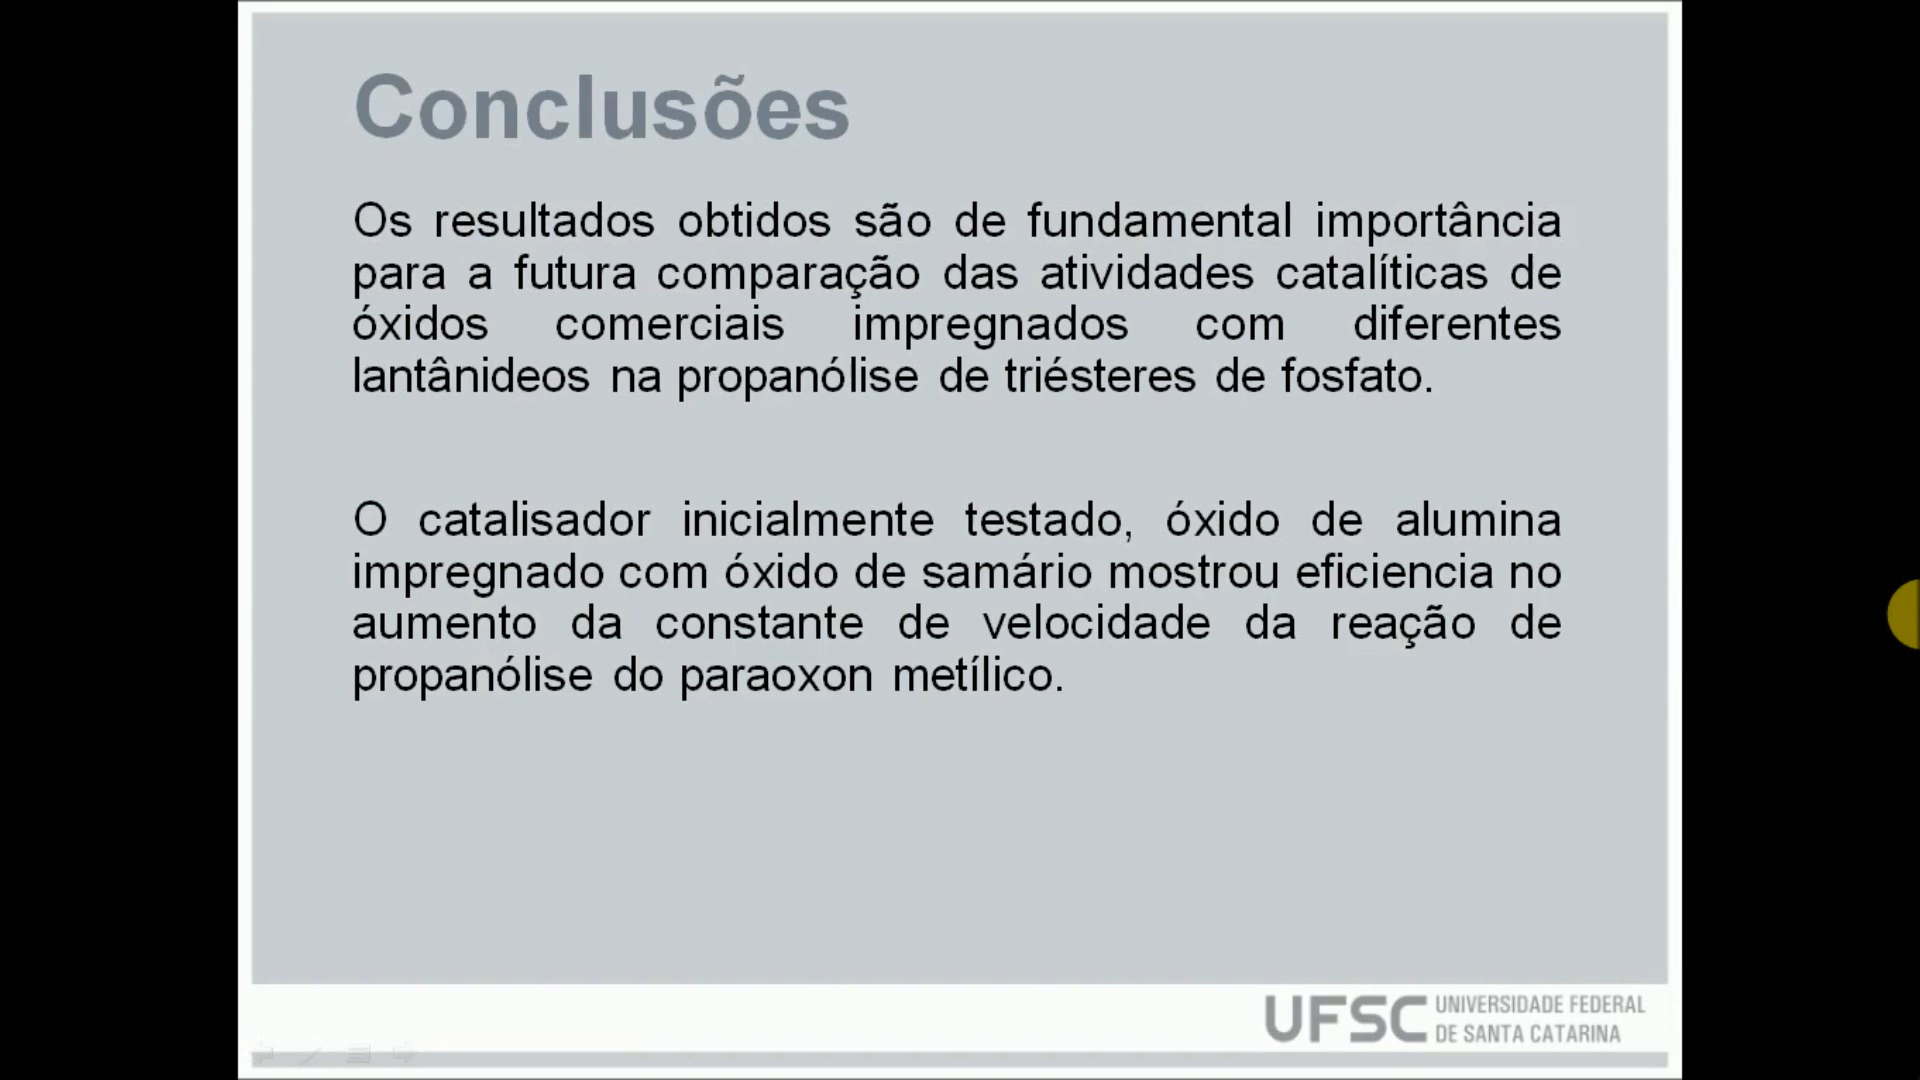 Conclusões
Os resultados obtidos são de fundamental importância
para a futura comparação das atividades catalíticas de
óxidos comerciais impregnados com diferentes
lantânideos na propanólise de triésteres de fosfato.
O catalisador inicialmente testado, óxido de alumina
impregnado com óxido de samário mostrou eficiencia no
aumento da constante de velocidade da reação de
propanólise do paraoxon metílico.
UFSC UNIVERSIDADE FEDERAL
DE SANTA CATARINA